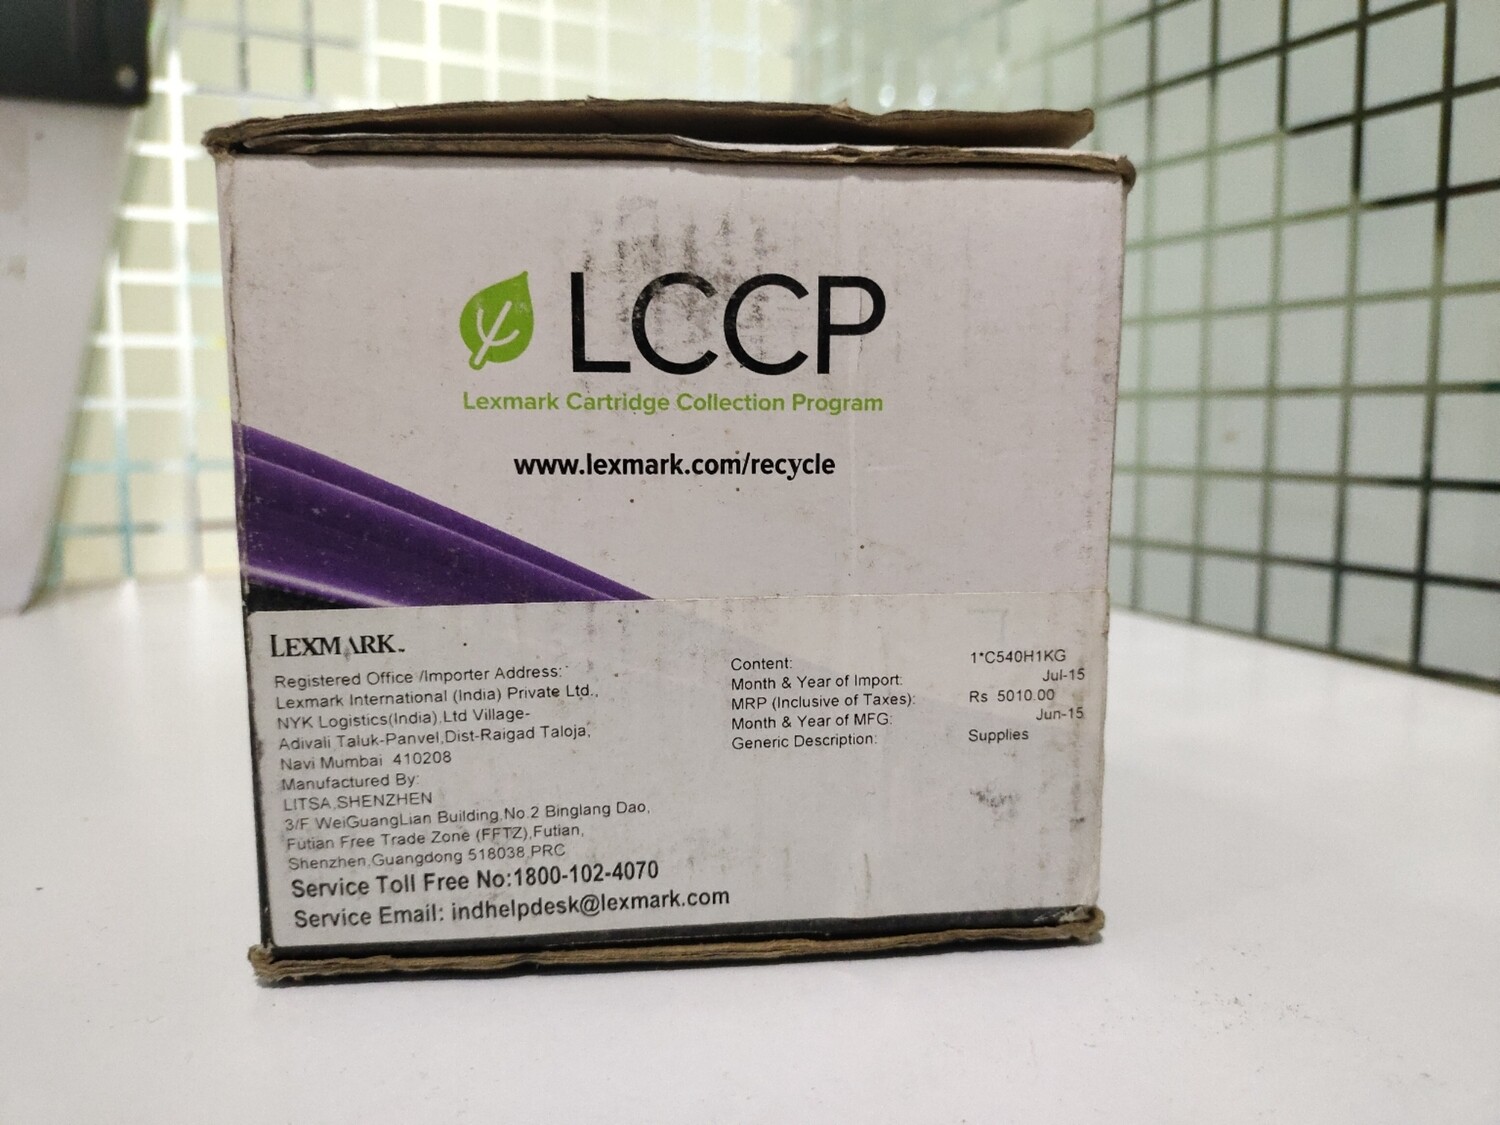 LCCP
Lexmark Cartridge Collection Program
www.lexmark.com/recycle
LEXMARK
Registered Office /Importer Address:
Lexmark International (India) Private Ltd.,
NYK Logistics(India),Ltd Village-
Adivali,Taluk-Panvel,Dist-Raigad Taloja,
Navi Mumbai 410208
Manufactured By:
LITSA,SHENZHEN
3/F WeiGuangLian Building,No.2 Binglang Dao,
Futian Free Trade Zone (FFTZ),Futian,
Shenzhen,Guangdong 518038,PRC
Service Toll Free No:1800-102-4070
Service Email: indhelpdesk@lexmark.com
Content: 1*C540H1KG
Month & Year of Import: Jul-15
MRP (Inclusive of Taxes): Rs 5010.00
Month & Year of MFG: Jun-15
Generic Description: Supplies